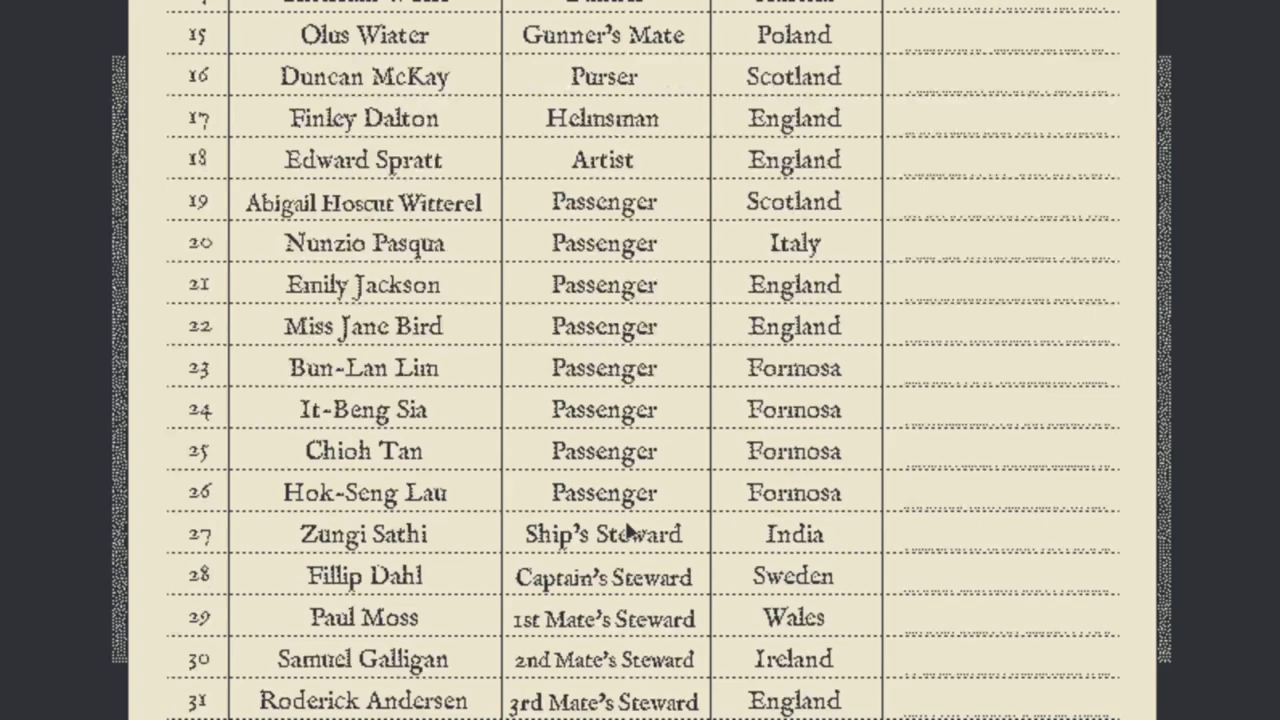 15 Olus Wiater Gunner's Mate Poland
16 Duncan McKay Purser Scotland
17 Finley Dalton Helmsman England
18 Edward Spratt Artist England
19 Abigail Hoscut Witterel Passenger Scotland
20 Nunzio Pasqua Passenger Italy
21 Emily Jackson Passenger England
22 Miss Jane Bird Passenger England
23 Bun-Lan Lim Passenger Formosa
24 It-Beng Sia Passenger Formosa
25 Chioh Tan Passenger Formosa
26 Hok-Seng Lau Passenger Formosa
27 Zungi Sathi Ship's Steward India
28 Fillip Dahl Captain's Steward Sweden
29 Paul Moss 1st Mate's Steward Wales
30 Samuel Galligan 2nd Mate's Steward Ireland
31 Roderick Andersen 3rd Mate's Steward England